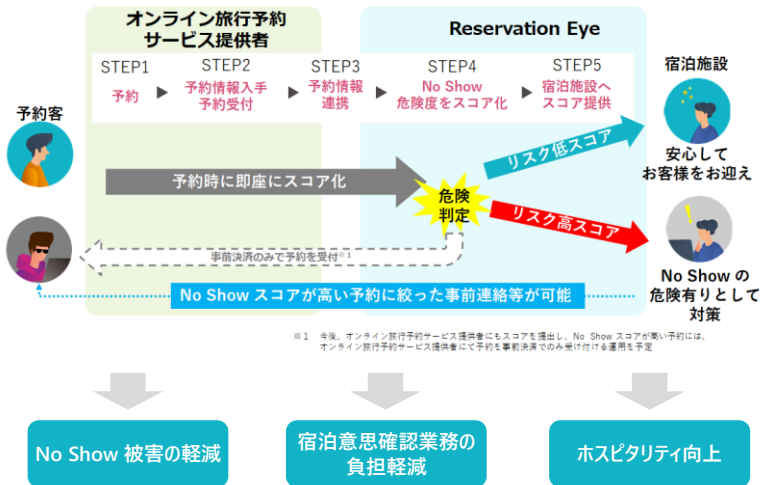 オンライン旅行予約
サービス提供者
Reservation Eye
STEP1
予約
STEP2
予約情報入手
予約受付
STEP3
予約情報
連携
STEP4
No Show
危険度をスコア化
STEP5
宿泊施設へ
スコア提供
宿泊施設
予約客
リスク低スコア
安心して
お客様をお迎え
予約時に即座にスコア化
危険
判定
リスク高スコア
事前決済のみで予約を受付※1
No Show スコアが高い予約に絞った事前連絡等が可能
No Show の
危険有りとして
対策
※1 今後、オンライン旅行予約サービス提供者にもスコアを提出し、No Show スコアが高い予約には、
オンライン旅行予約サービス提供者にて予約を事前決済でのみ受け付ける運用を予定
No Show 被害の軽減
宿泊意思確認業務の
負担軽減
ホスピタリティ向上